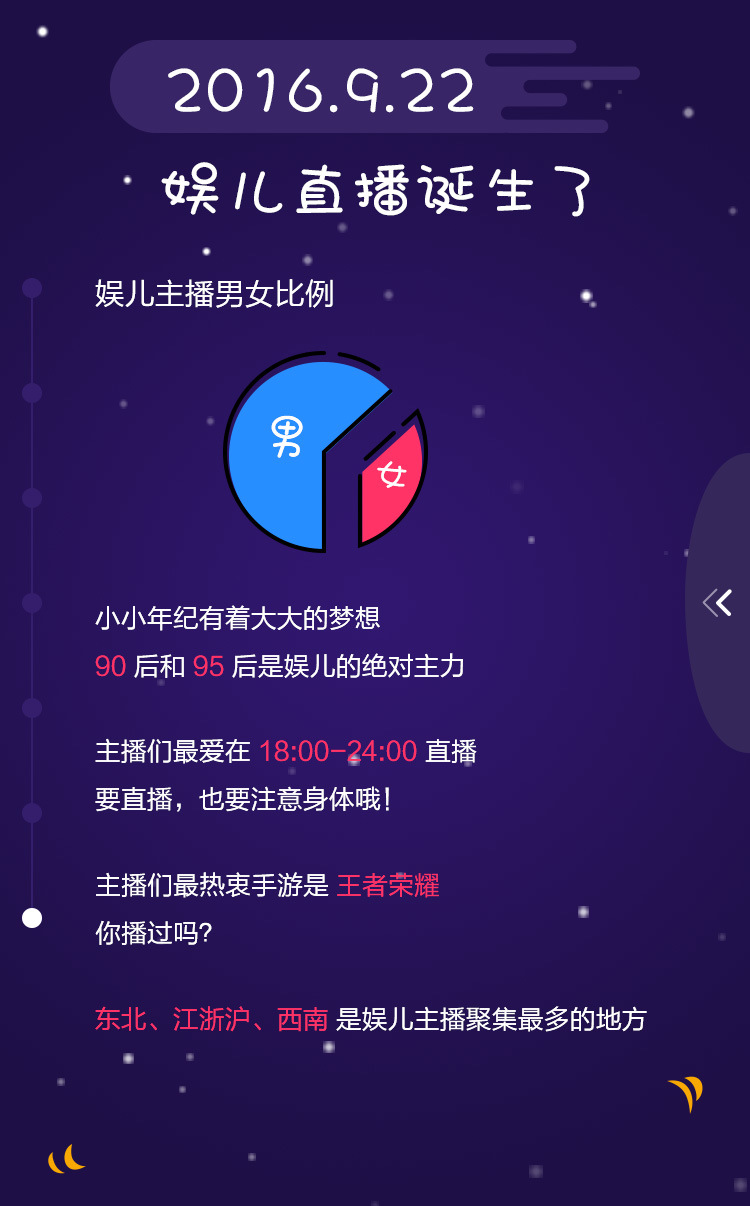 2016.9.22
娱儿直播诞生了
娱儿主播男女比例
男
女
小小年纪有着大大的梦想
90 后和 95 后是娱儿的绝对主力
主播们最爱在 18:00-24:00 直播
要直播，也要注意身体哦！
主播们最热衷手游是 王者荣耀
你播过吗？
东北、江浙沪、西南 是娱儿主播聚集最多的地方